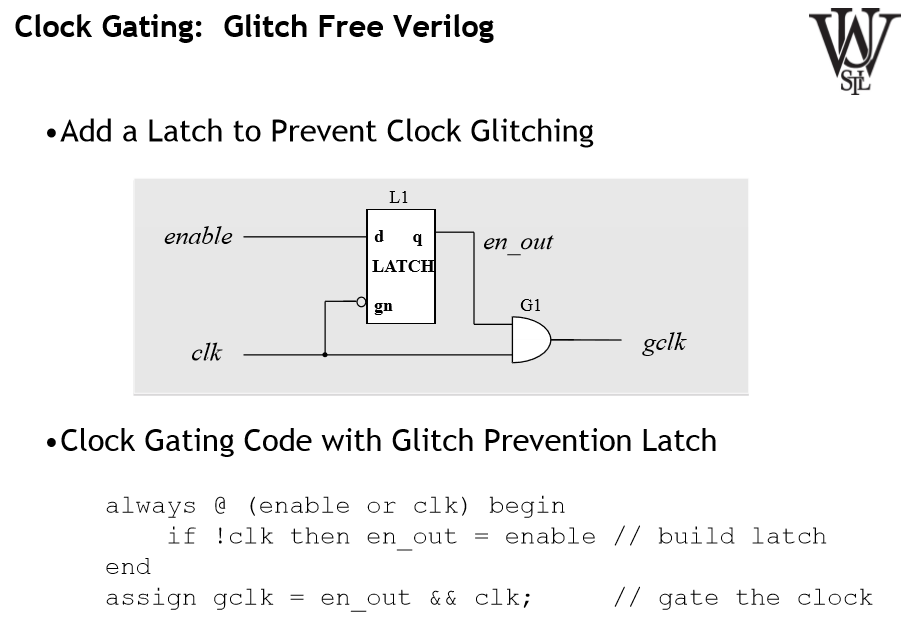 Clock Gating: Glitch Free Verilog
WU
StL
•Add a Latch to Prevent Clock Glitching
L1
enable
d q
en_out
LATCH
gn
G1
clk
gclk
•Clock Gating Code with Glitch Prevention Latch
always @ (enable or clk) begin
if !clk then en_out = enable // build latch
end
assign gclk = en_out && clk; // gate the clock